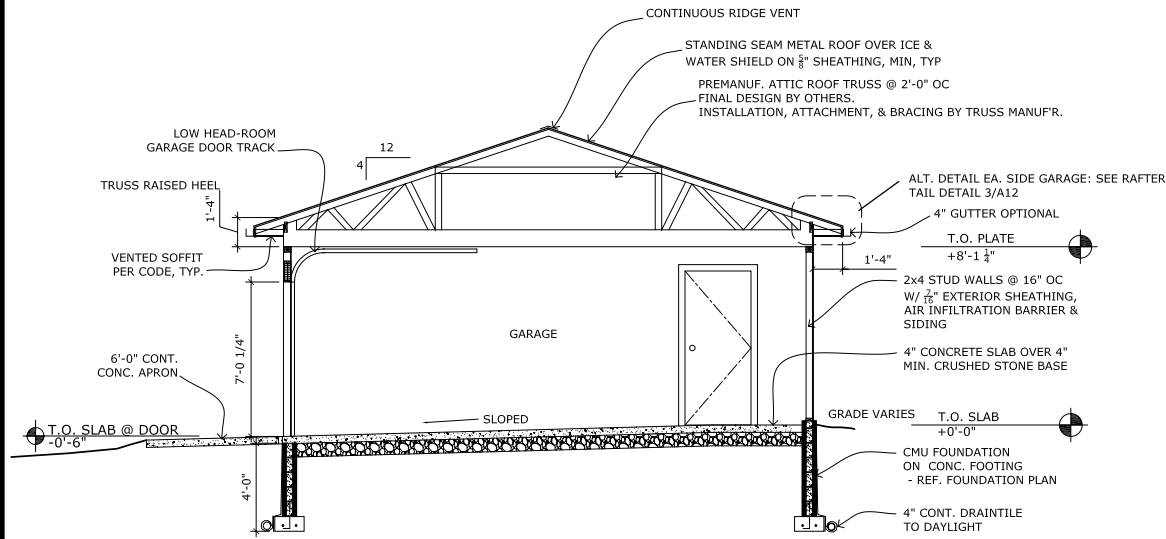 CONTINUOUS RIDGE VENT
STANDING SEAM METAL ROOF OVER ICE &
WATER SHIELD ON 5/8" SHEATHING, MIN, TYP
PREMANUF. ATTIC ROOF TRUSS @ 2'-0" OC
FINAL DESIGN BY OTHERS.
INSTALLATION, ATTACHMENT, & BRACING BY TRUSS MANUF'R.
LOW HEAD-ROOM
GARAGE DOOR TRACK
12
4
TRUSS RAISED HEEL
1'-4"
ALT. DETAIL EA. SIDE GARAGE: SEE RAFTER
TAIL DETAIL 3/A12
4" GUTTER OPTIONAL
T.O. PLATE
+8'-1 1/4"
VENTED SOFFIT
PER CODE, TYP.
1'-4"
2x4 STUD WALLS @ 16" OC
W/ 7/16" EXTERIOR SHEATHING,
AIR INFILTRATION BARRIER &
SIDING
GARAGE
7'-0 1/4"
6'-0" CONT.
CONC. APRON
4" CONCRETE SLAB OVER 4"
MIN. CRUSHED STONE BASE
SLOPED
GRADE VARIES
T.O. SLAB
+0'-0"
T.O. SLAB @ DOOR
-0'-6"
4'-0"
CMU FOUNDATION
ON CONC. FOOTING
- REF. FOUNDATION PLAN
4" CONT. DRAINTILE
TO DAYLIGHT